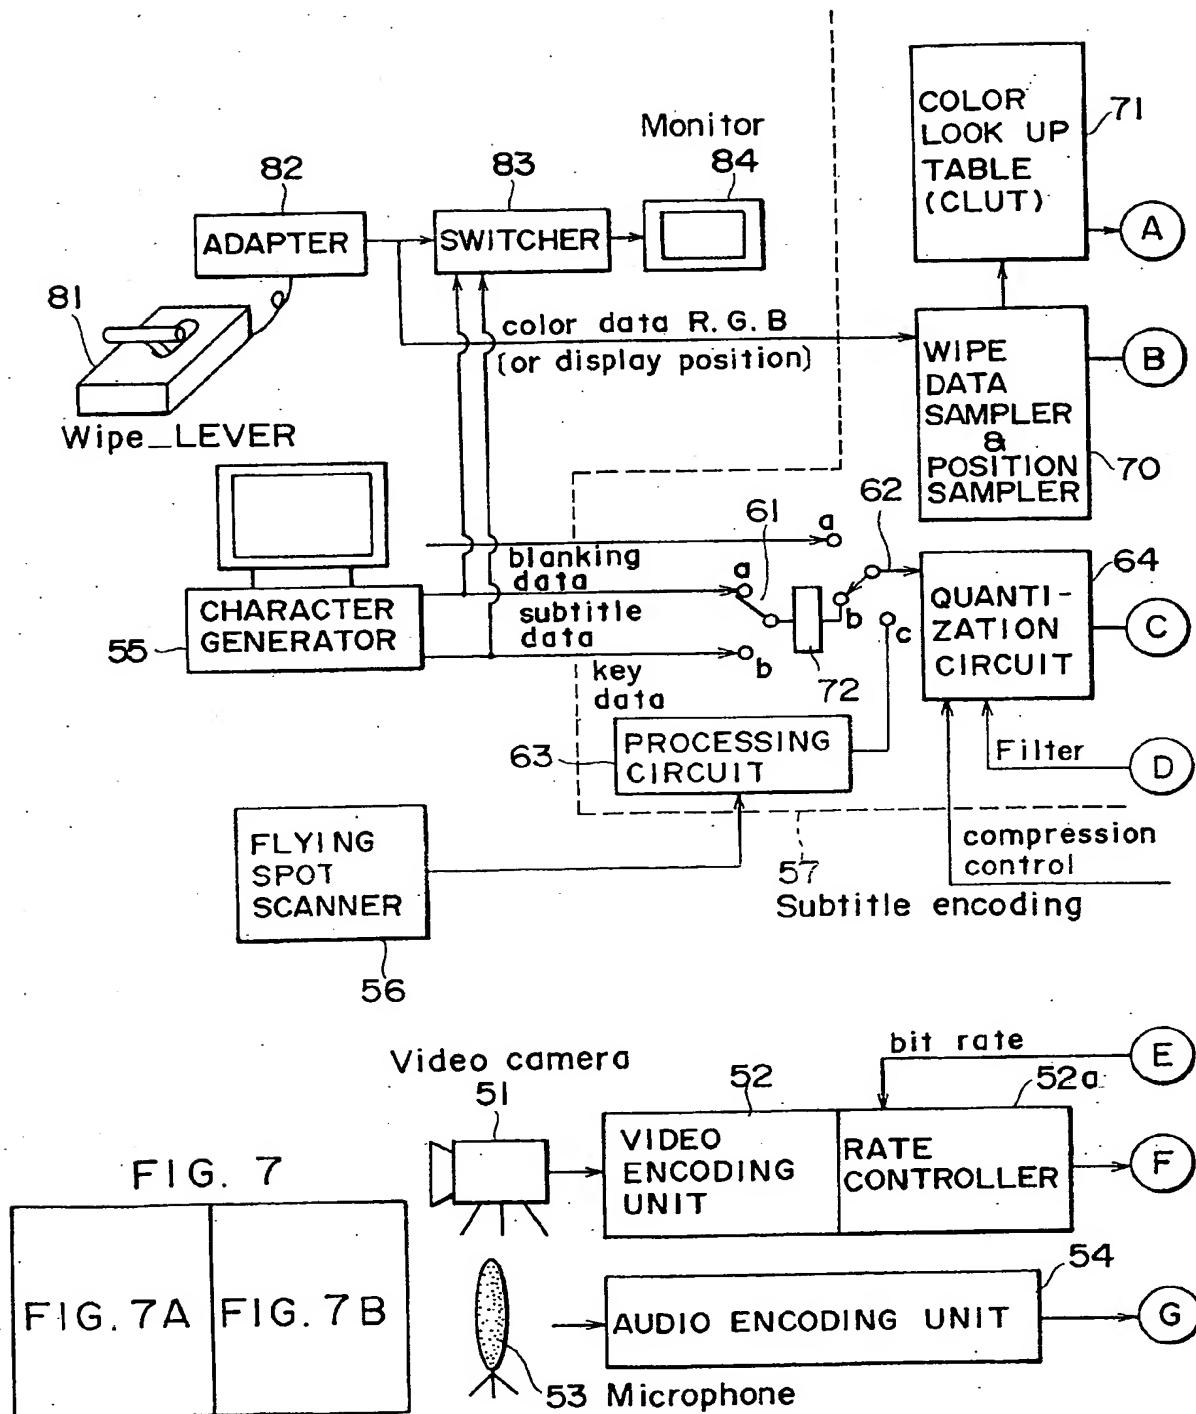 COLOR
LOOK UP
TABLE
(CLUT)
71
A
Monitor
84
82
83
ADAPTER
SWITCHER
81
Wipe_LEVER
color data R.G.B
(or display position)
WIPE
DATA
SAMPLER
&
POSITION
SAMPLER
70
B
blanking
data
a
61
62
a
subtitle
data
b
72
b
c
key
data
CHARACTER
GENERATOR
55
QUANTI-
ZATION
CIRCUIT
64
C
63
PROCESSING
CIRCUIT
Filter
D
FLYING
SPOT
SCANNER
56
57
Subtitle encoding
compression
control
bit rate
E
Video camera
51
52
52a
VIDEO
ENCODING
UNIT
RATE
CONTROLLER
F
FIG. 7
FIG. 7A
FIG. 7B
54
AUDIO ENCODING UNIT
G
53 Microphone